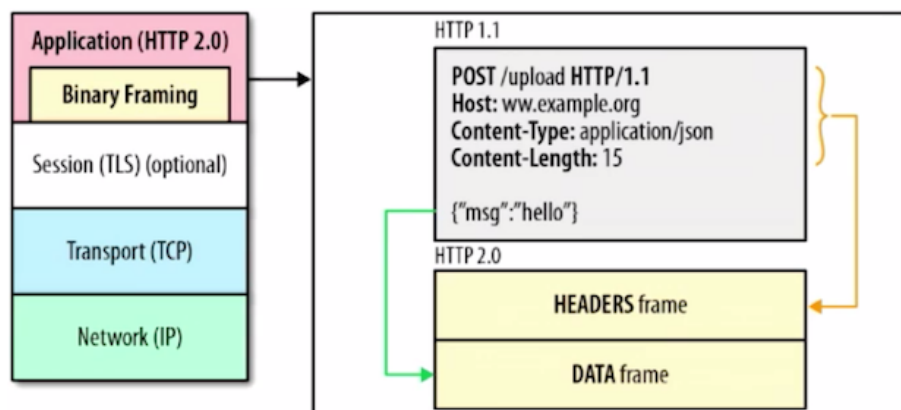 Application (HTTP 2.0)
Binary Framing
Session (TLS) (optional)
Transport (TCP)
Network (IP)
HTTP 1.1
POST /upload HTTP/1.1
Host: ww.example.org
Content-Type: application/json
Content-Length: 15
{"msg":"hello"}
HTTP 2.0
HEADERS frame
DATA frame